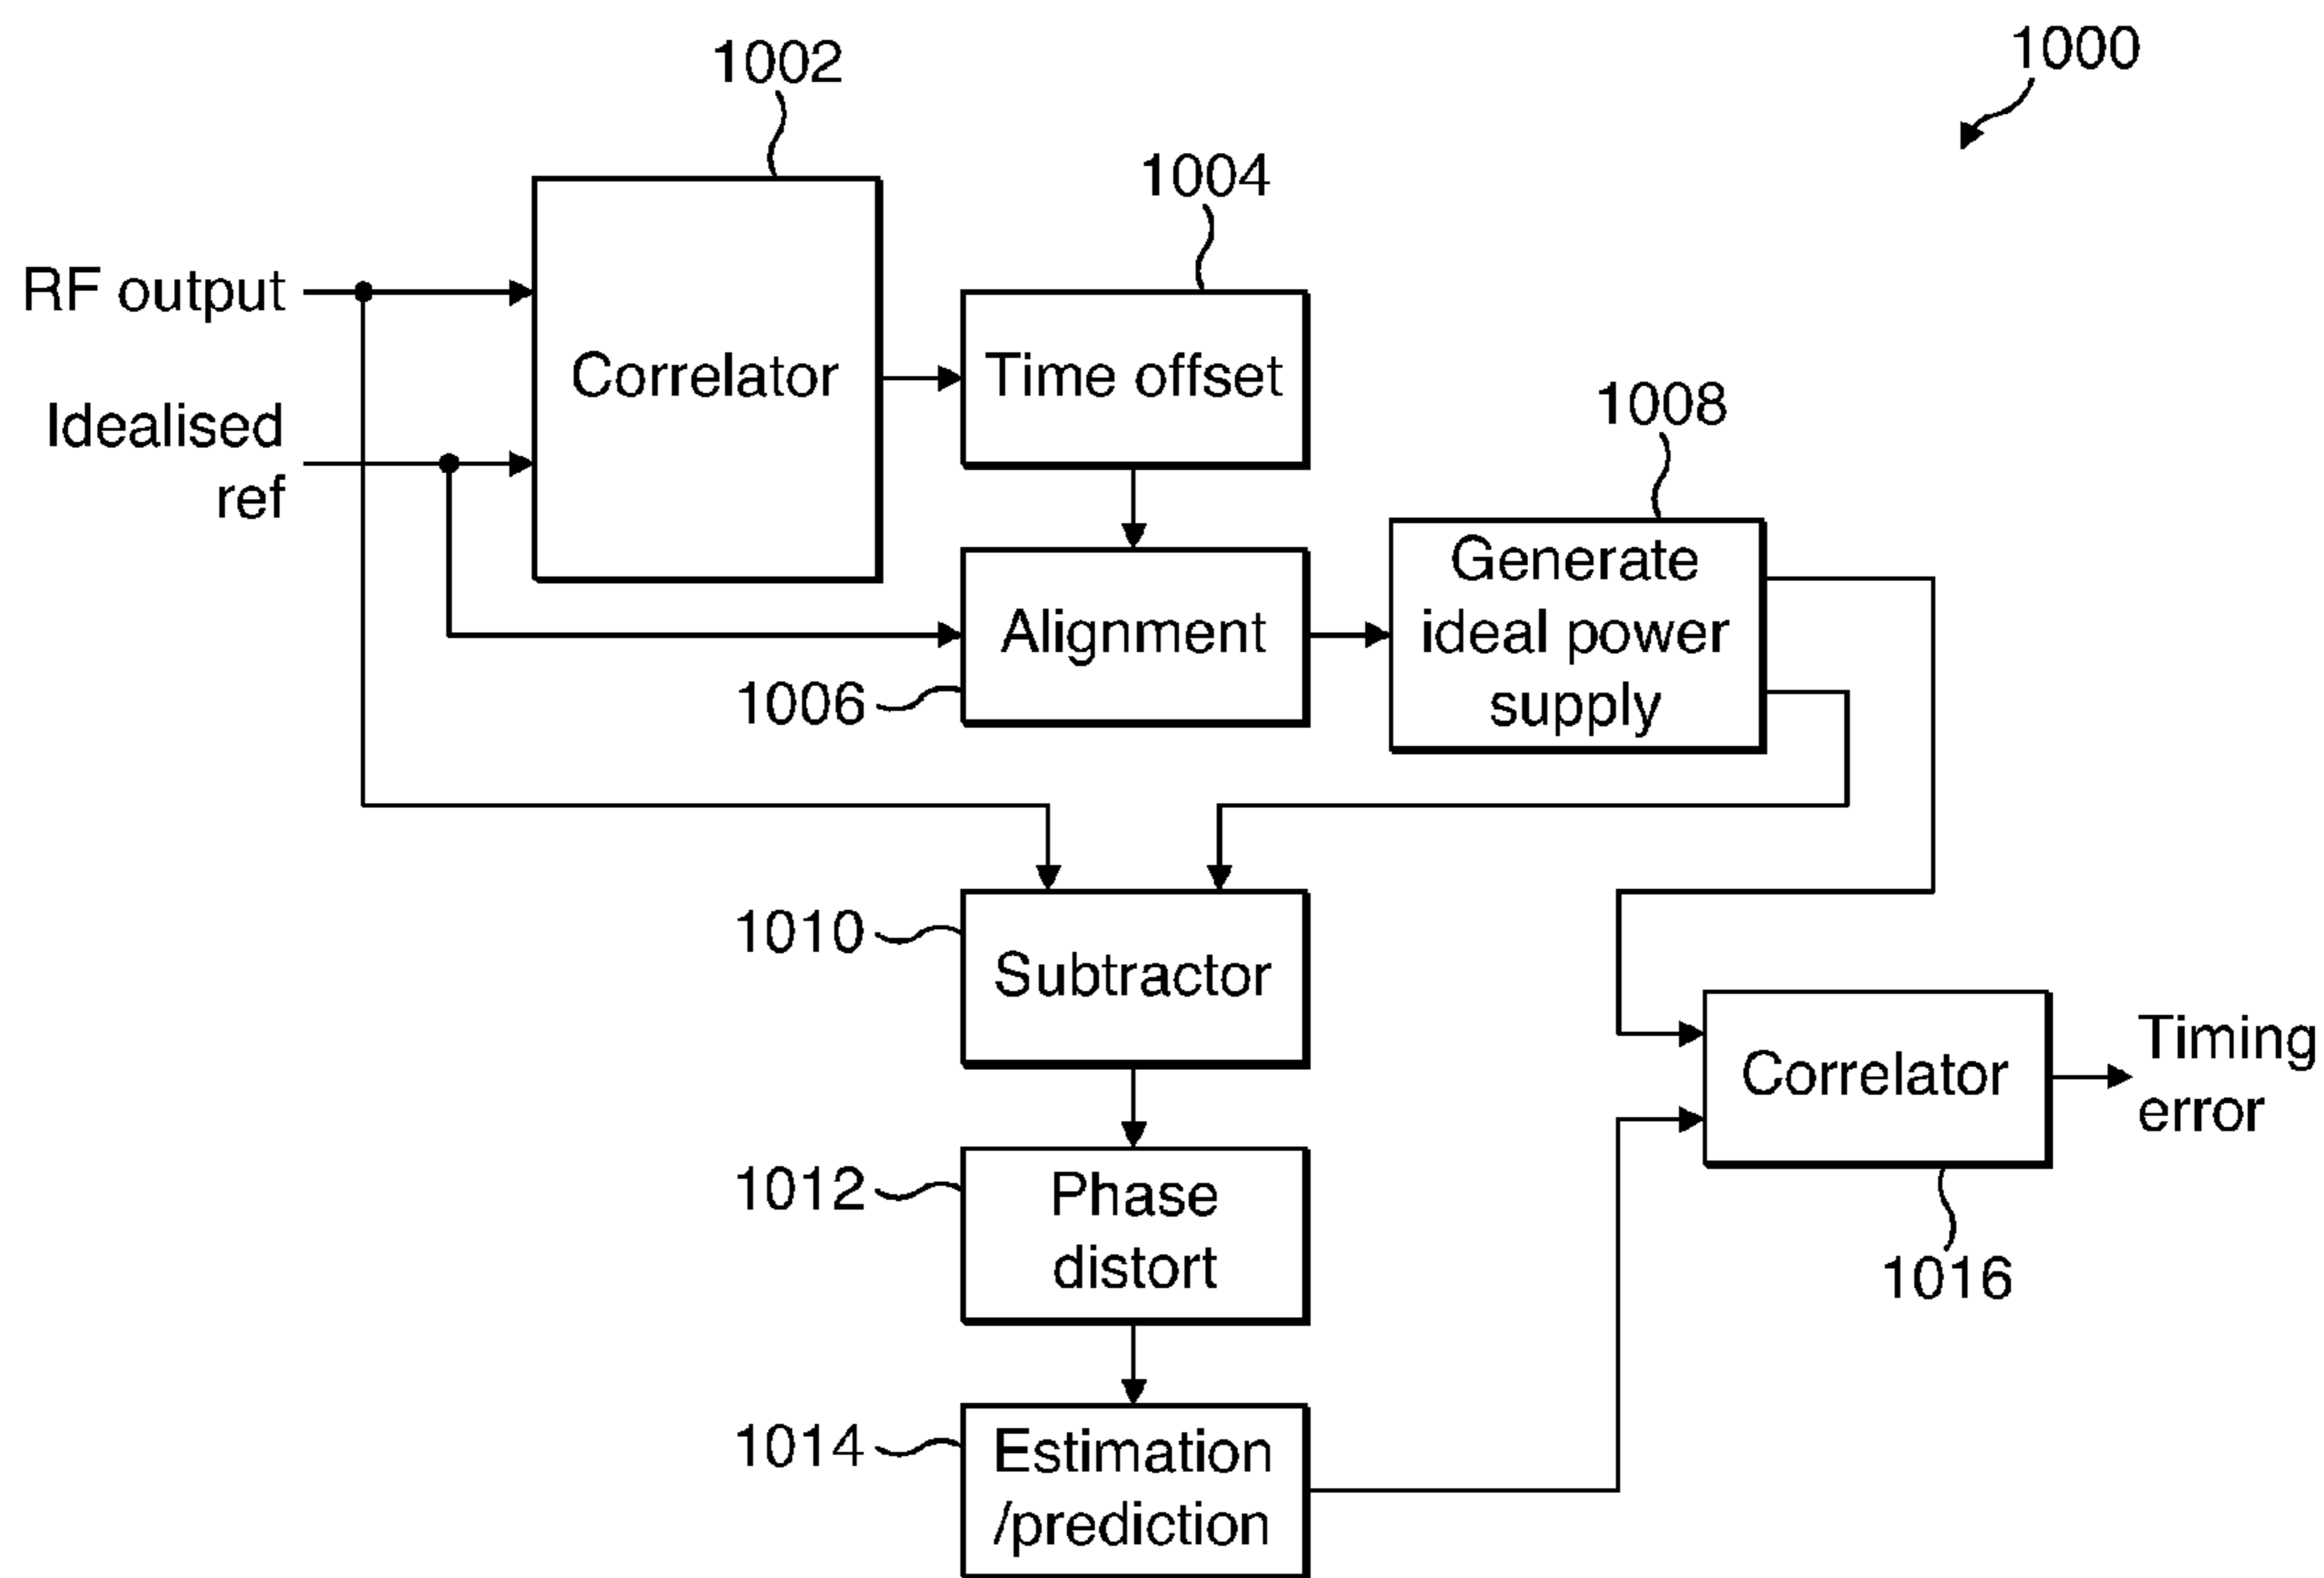 1000
1002
1004
RF output
Correlator
Time offset
Idealised
ref
1008
Generate
ideal power
supply
Alignment
1006
1010
Subtractor
Correlator
Timing
error
1012
Phase
distort
1016
1014
Estimation
/prediction